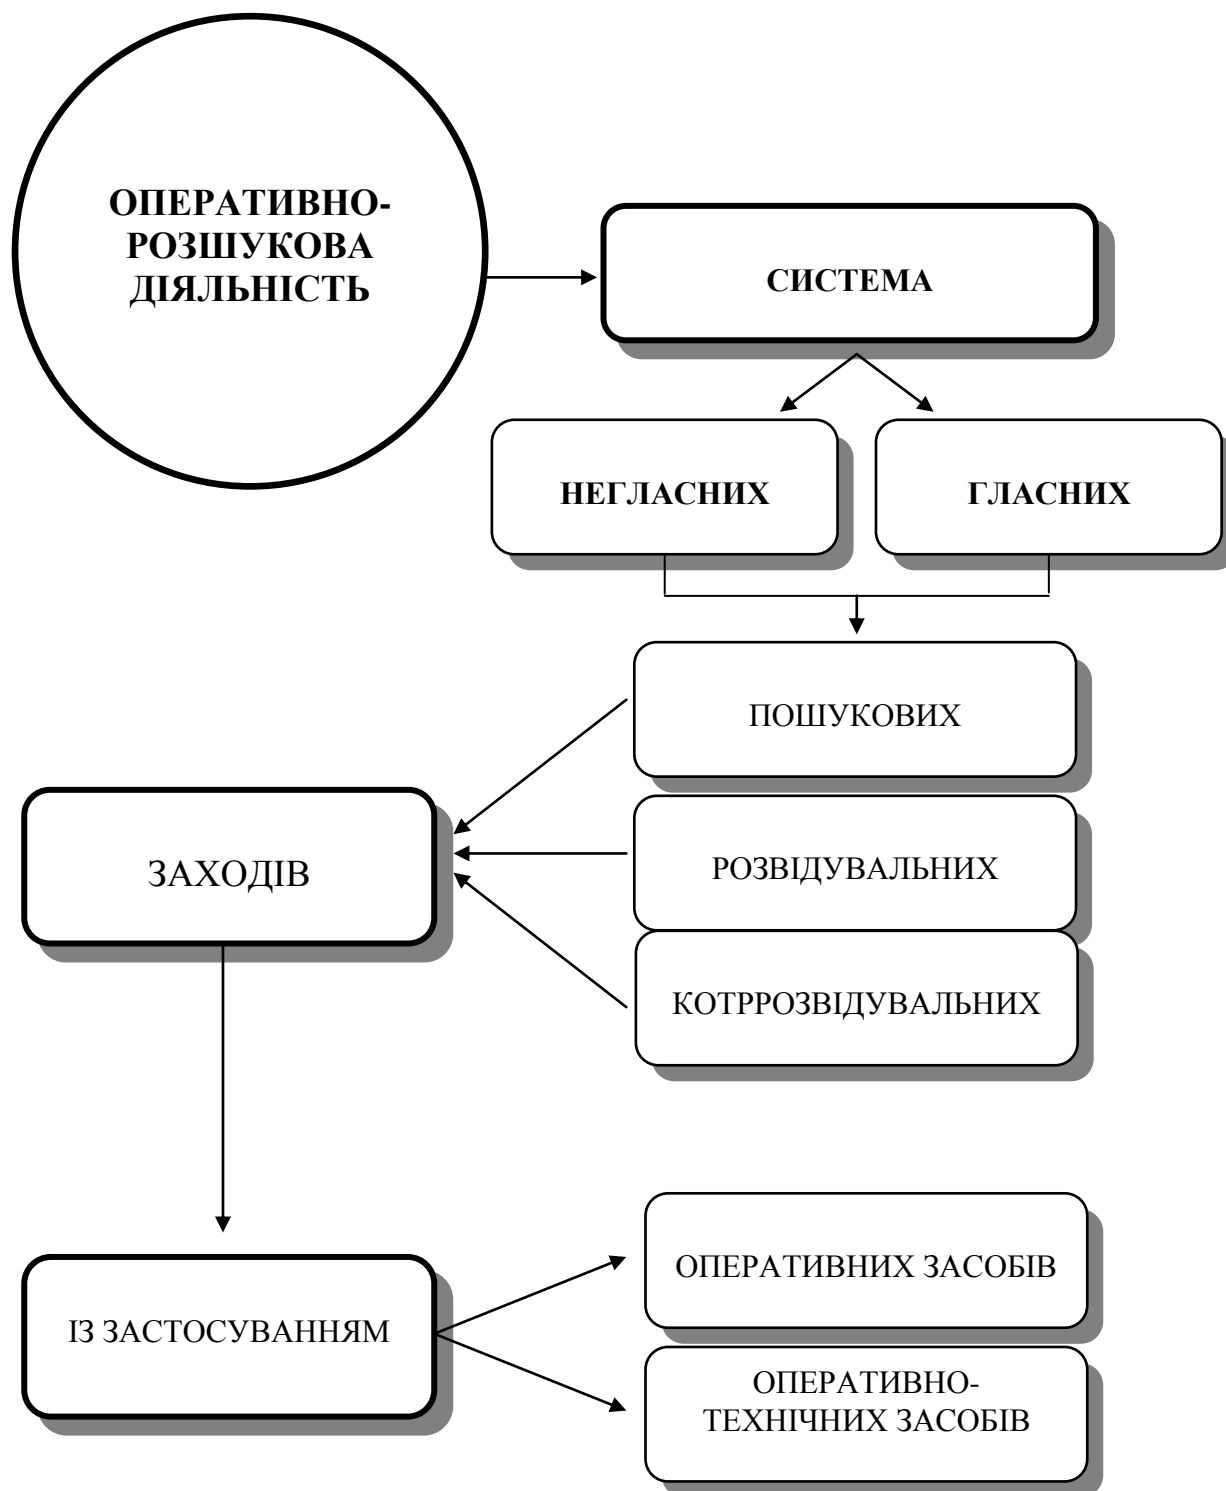 ОПЕРАТИВНО-
РОЗШУКОВА
ДІЯЛЬНІСТЬ
СИСТЕМА
НЕГЛАСНИХ
ГЛАСНИХ
ПОШУКОВИХ
ЗАХОДІВ
РОЗВІДУВАЛЬНИХ
КОТРРОЗВІДУВАЛЬНИХ
ІЗ ЗАСТОСУВАННЯМ
ОПЕРАТИВНИХ ЗАСОБІВ
ОПЕРАТИВНО-
ТЕХНІЧНИХ ЗАСОБІВ